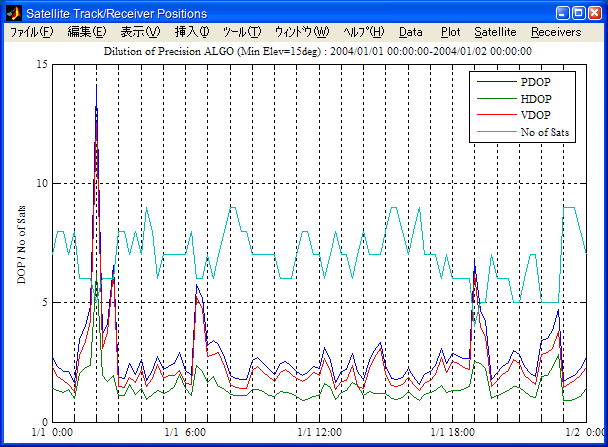 Satellite Track/Receiver Positions
ﾌｧｲﾙ(F) 編集(E) 表示(V) 挿入(I) ﾂｰﾙ(T) ｳｨﾝﾄﾞｳ(W) ﾍﾙﾌﾟ(H) Data Plot Satellite Receivers
Dilution of Precision ALGO (Min Elev=15deg) : 2004/01/01 00:00:00-2004/01/02 00:00:00
15
PDOP
HDOP
VDOP
No of Sats
10
DOP / No of Sats
5
0
1/1 0:00 1/1 6:00 1/1 12:00 1/1 18:00 1/2 0:00